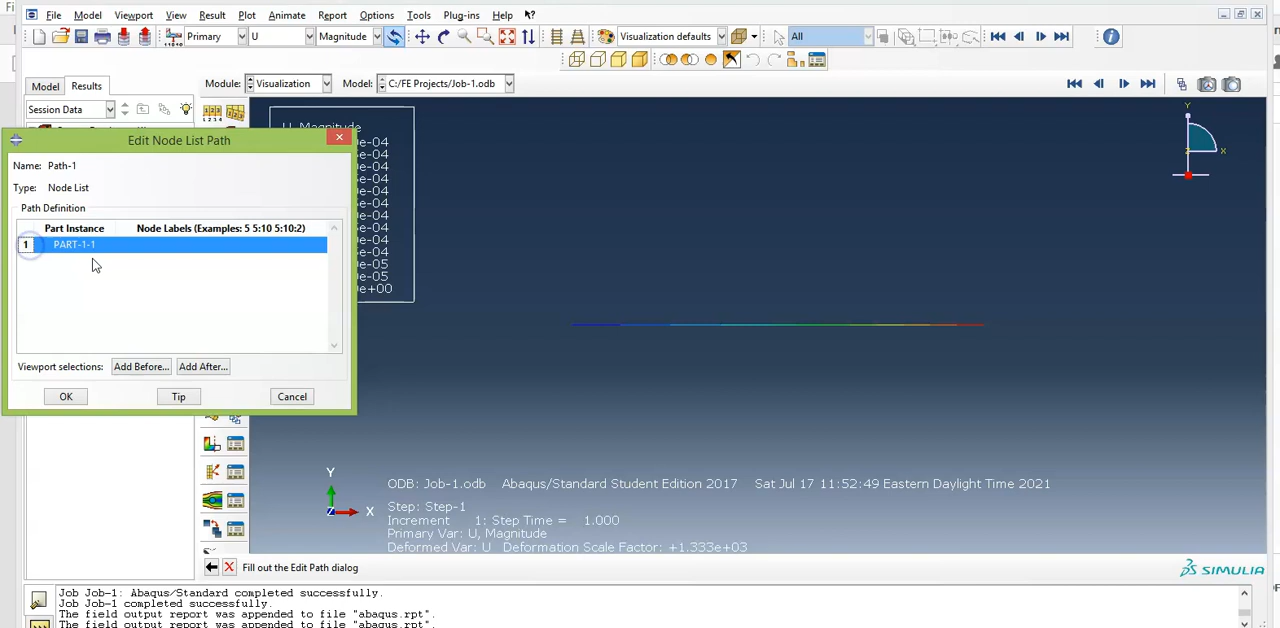 File Model Viewport View Result Plot Animate Report Options Tools Plug-ins Help
Primary U Magnitude Visualization defaults All
Model Results Module: Visualization Model: C:/FE Projects/Job-1.odb
Session Data
Edit Node List Path
Name: Path-1
Type: Node List
Path Definition
Part Instance Node Labels (Examples: 5 5:10 5:10:2)
1 PART-1-1
Viewport selections: Add Before... Add After...
OK Tip Cancel
U, Magnitude
e-04
e-04
e-04
e-04
e-04
e-04
e-04
e-04
e-04
e-04
e-05
e-05
e+00
Y
X
Z
Y
X
Z
ODB: Job-1.odb Abaqus/Standard Student Edition 2017 Sat Jul 17 11:52:49 Eastern Daylight Time 2021
Step: Step-1
Increment 1: Step Time = 1.000
Primary Var: U, Magnitude
Deformed Var: U Deformation Scale Factor: +1.333e+03
Fill out the Edit Path dialog
SIMULIA
Job Job-1: Abaqus/Standard completed successfully.
Job Job-1 completed successfully.
The field output report was appended to file "abaqus.rpt".
The field output report was appended to file "abaqus.rpt".